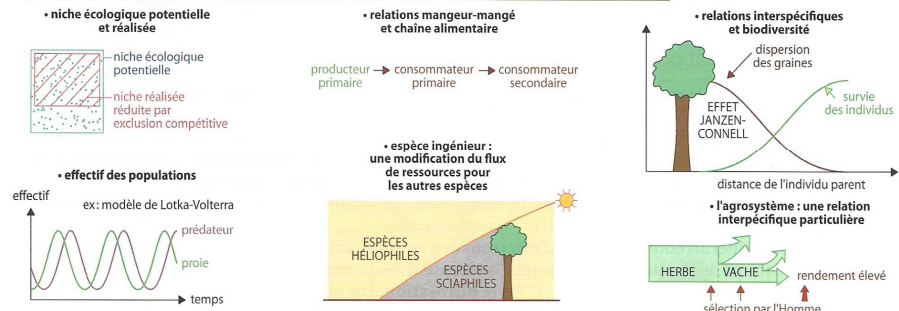 • niche écologique potentielle
et réalisée
niche écologique
potentielle
niche réalisée
réduite par
exclusion compétitive
• relations mangeur-mangé
et chaîne alimentaire
producteur
primaire
consommateur
primaire
consommateur
secondaire
• relations interspécifiques
et biodiversité
dispersion
des graines
EFFET
JANZEN-
CONNELL
survie
des individus
distance de l'individu parent
• effectif des populations
effectif
ex : modèle de Lotka-Volterra
prédateur
proie
temps
• espèce ingénieur :
une modification du flux
de ressources pour
les autres espèces
ESPÈCES
HÉLIOPHILES
ESPÈCES
SCIAPHILES
• l'agrosystème : une relation
interpécifique particulière
HERBE
VACHE
rendement élevé
sélection par l'Homme